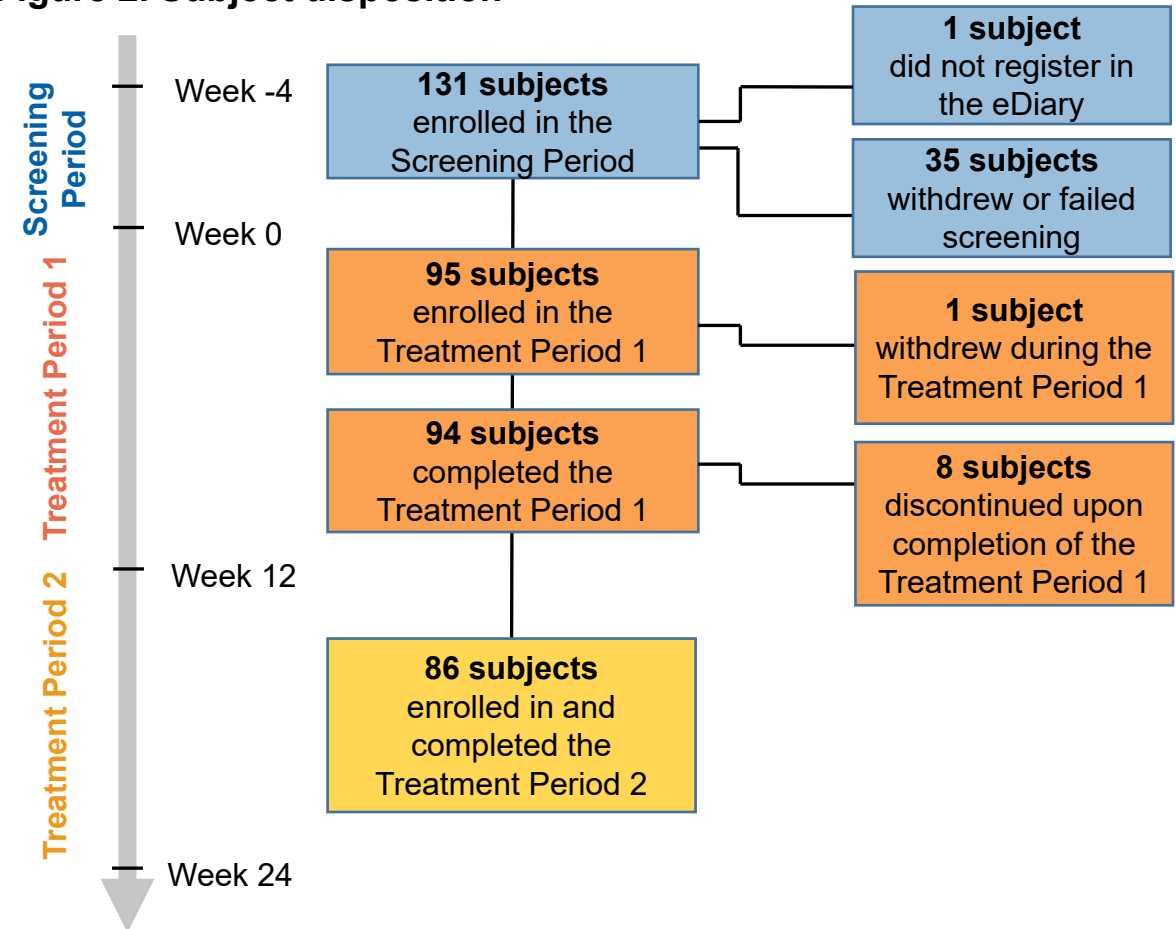 Week -4
Screening
Period
131 subjects
enrolled in the
Screening Period
1 subject
did not register in
the eDiary
35 subjects
withdrew or failed
screening
Week 0
Treatment Period 1
95 subjects
enrolled in the
Treatment Period 1
1 subject
withdrew during the
Treatment Period 1
94 subjects
completed the
Treatment Period 1
8 subjects
discontinued upon
completion of the
Treatment Period 1
Week 12
Treatment Period 2
86 subjects
enrolled in and
completed the
Treatment Period 2
Week 24